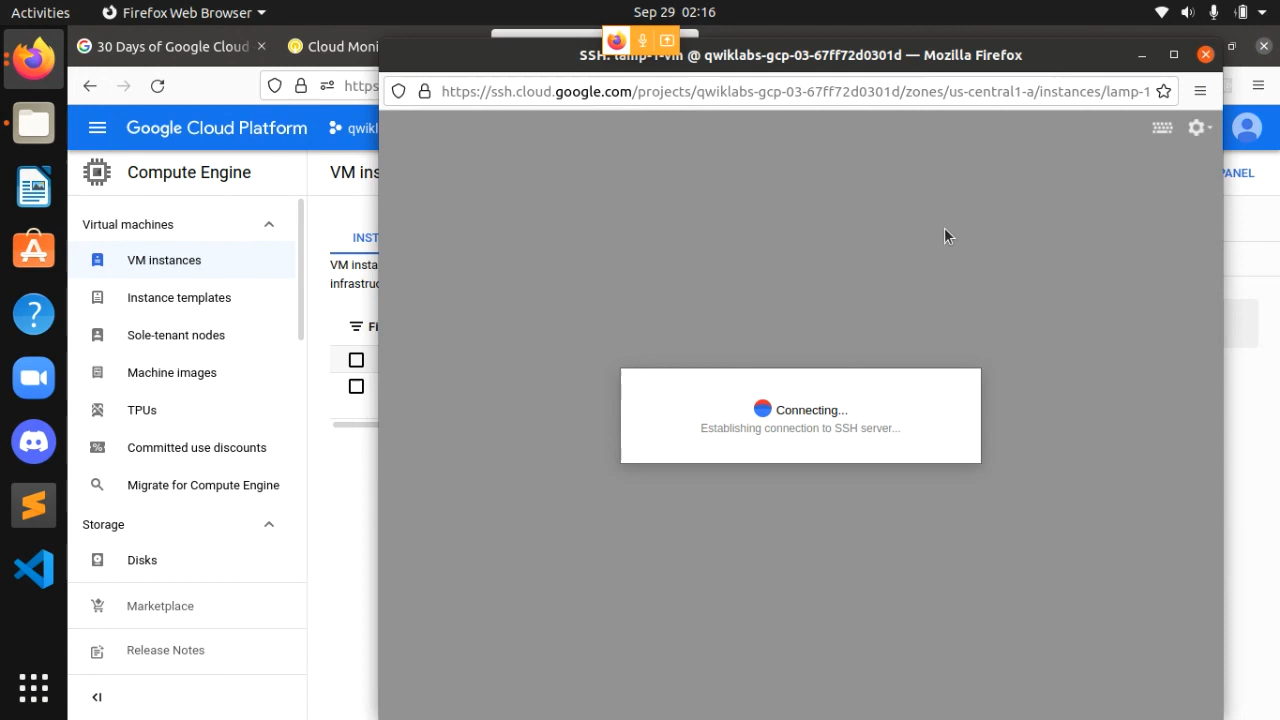 Activities
Firefox Web Browser
Sep 29 02:16
30 Days of Google Cloud
Cloud Moni
SSH: lamp-1-vm @ qwiklabs-gcp-03-67ff72d0301d — Mozilla Firefox
https:
https://ssh.cloud.google.com/projects/qwiklabs-gcp-03-67ff72d0301d/zones/us-central1-a/instances/lamp-1
Google Cloud Platform
qwikl
Compute Engine
VM ins
PANEL
Virtual machines
INST
VM instances
VM insta
infrastruc
Instance templates
Fi
Sole-tenant nodes
Machine images
TPUs
Connecting...
Establishing connection to SSH server...
Committed use discounts
Migrate for Compute Engine
Storage
Disks
Marketplace
Release Notes